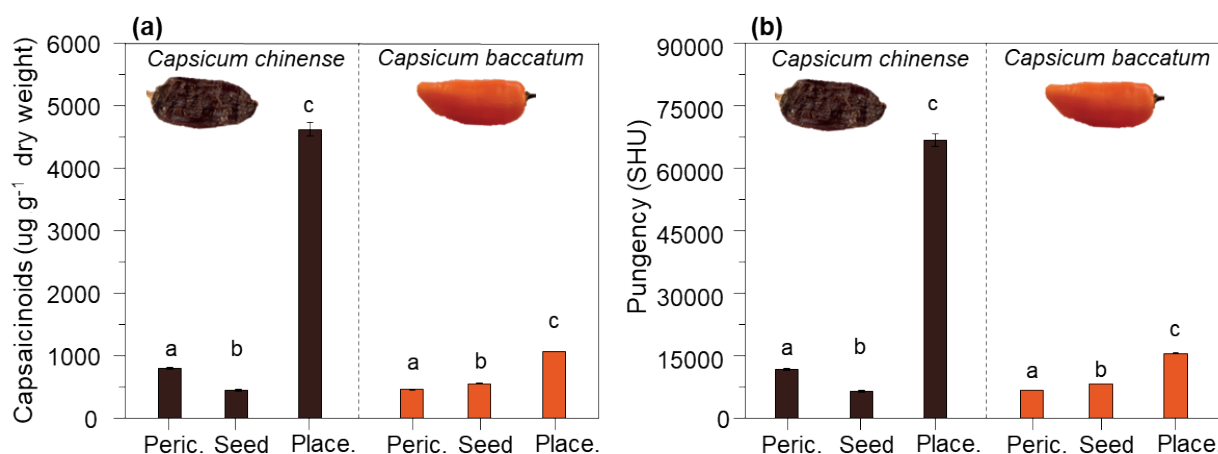 (a)
Capsaicinoids (ug g⁻¹ dry weight)
6000
5000
4000
3000
2000
1000
0
Capsicum chinense
Capsicum baccatum
a
b
c
a
b
c
Peric.
Seed
Place.
Peric.
Seed
Place.
(b)
Pungency (SHU)
90000
75000
60000
45000
30000
15000
0
Capsicum chinense
Capsicum baccatum
a
b
c
a
b
c
Peric.
Seed
Place.
Peric.
Seed
Place